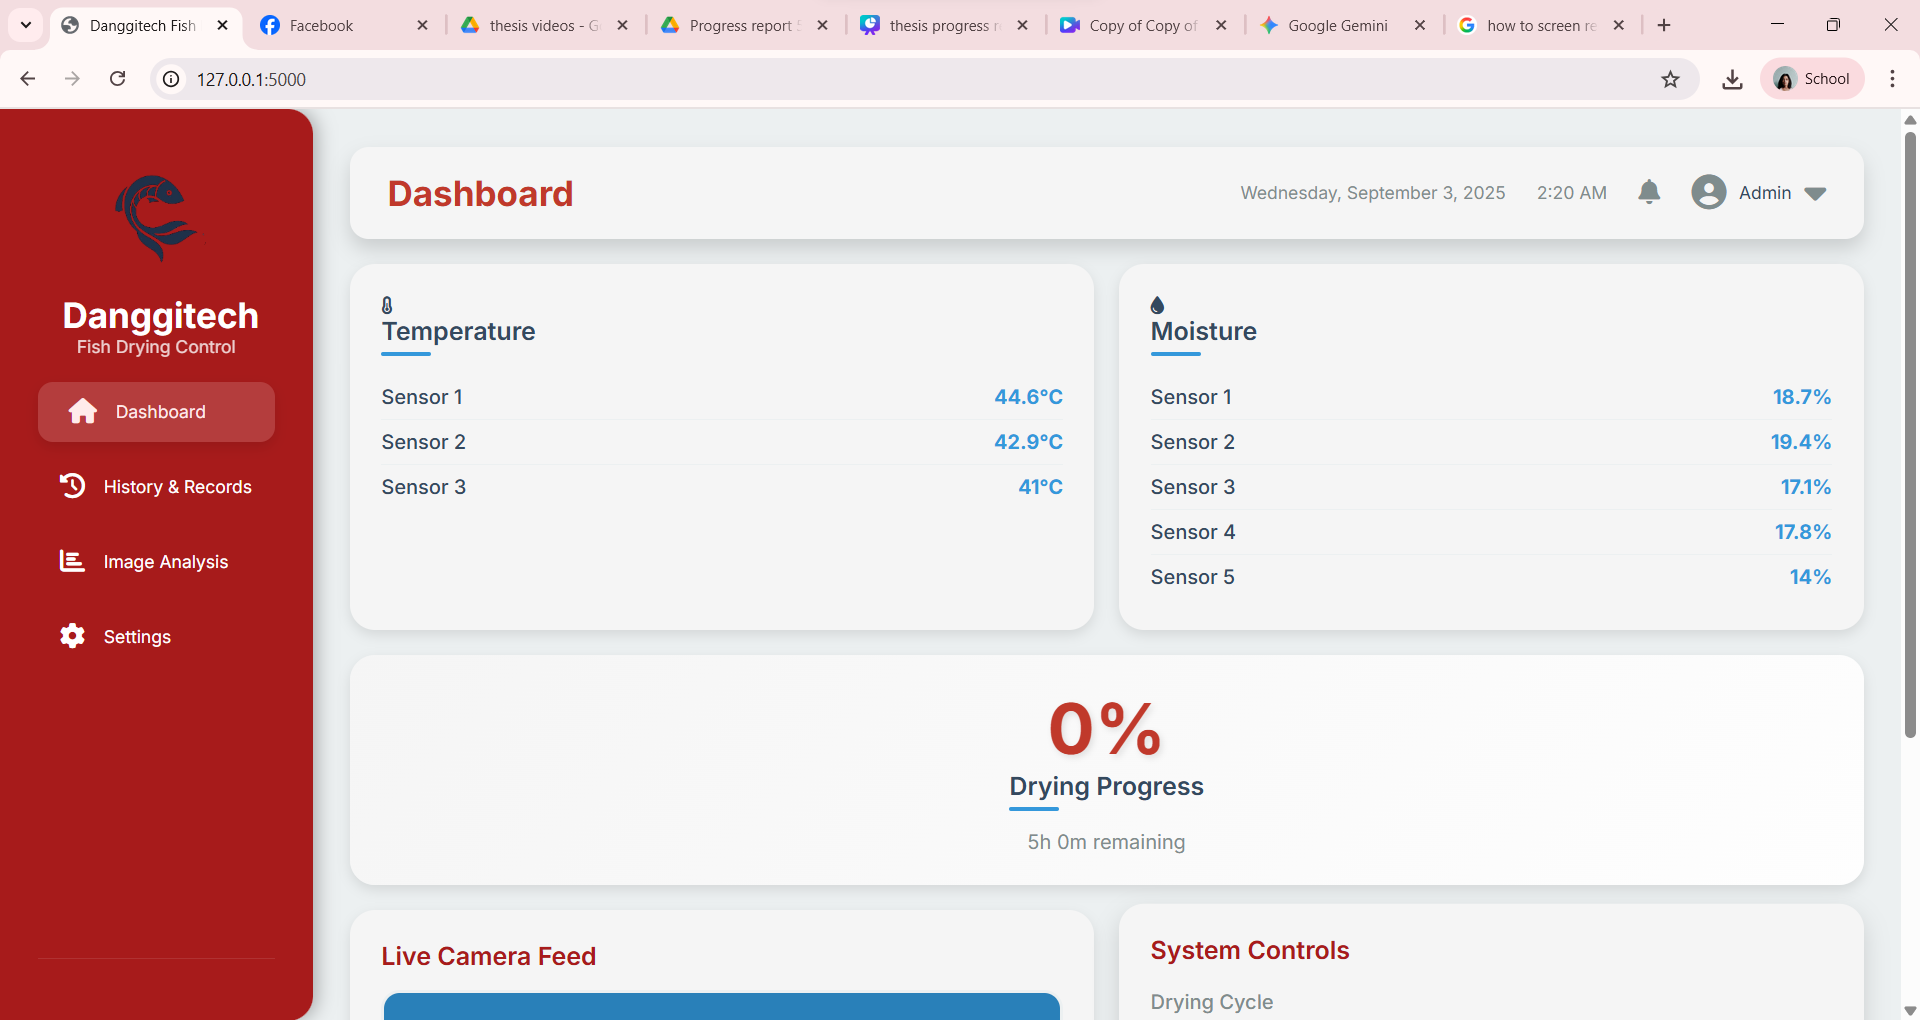 Danggitech Fish
Facebook
thesis videos - G
Progress report 5
thesis progress r
Copy of Copy of
Google Gemini
how to screen re
127.0.0.1:5000
School
Danggitech
Fish Drying Control
Dashboard
History & Records
Image Analysis
Settings
Dashboard
Wednesday, September 3, 2025 2:20 AM Admin
Temperature
Sensor 1 44.6°C
Sensor 2 42.9°C
Sensor 3 41°C
Moisture
Sensor 1 18.7%
Sensor 2 19.4%
Sensor 3 17.1%
Sensor 4 17.8%
Sensor 5 14%
0%
Drying Progress
5h 0m remaining
Live Camera Feed
System Controls
Drying Cycle